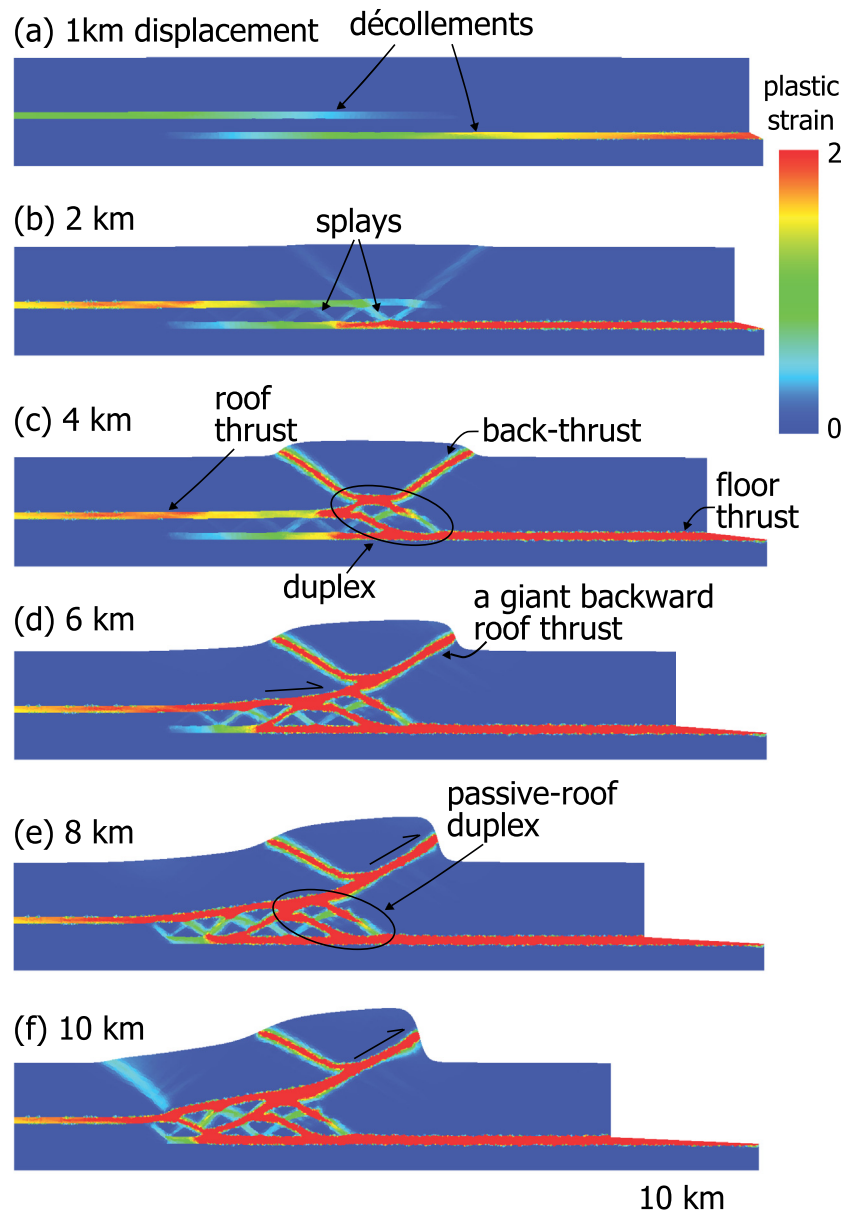 (a) 1km displacement
décollements
plastic
strain
2
0
(b) 2 km
splays
(c) 4 km
roof
thrust
back-thrust
floor
thrust
duplex
(d) 6 km
a giant backward
roof thrust
(e) 8 km
passive-roof
duplex
(f) 10 km
10 km